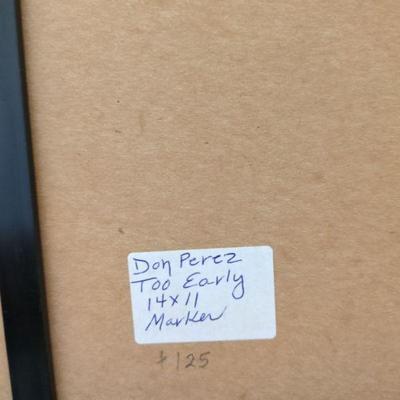 Don Perez
Too Early
14x11
Marker
$125